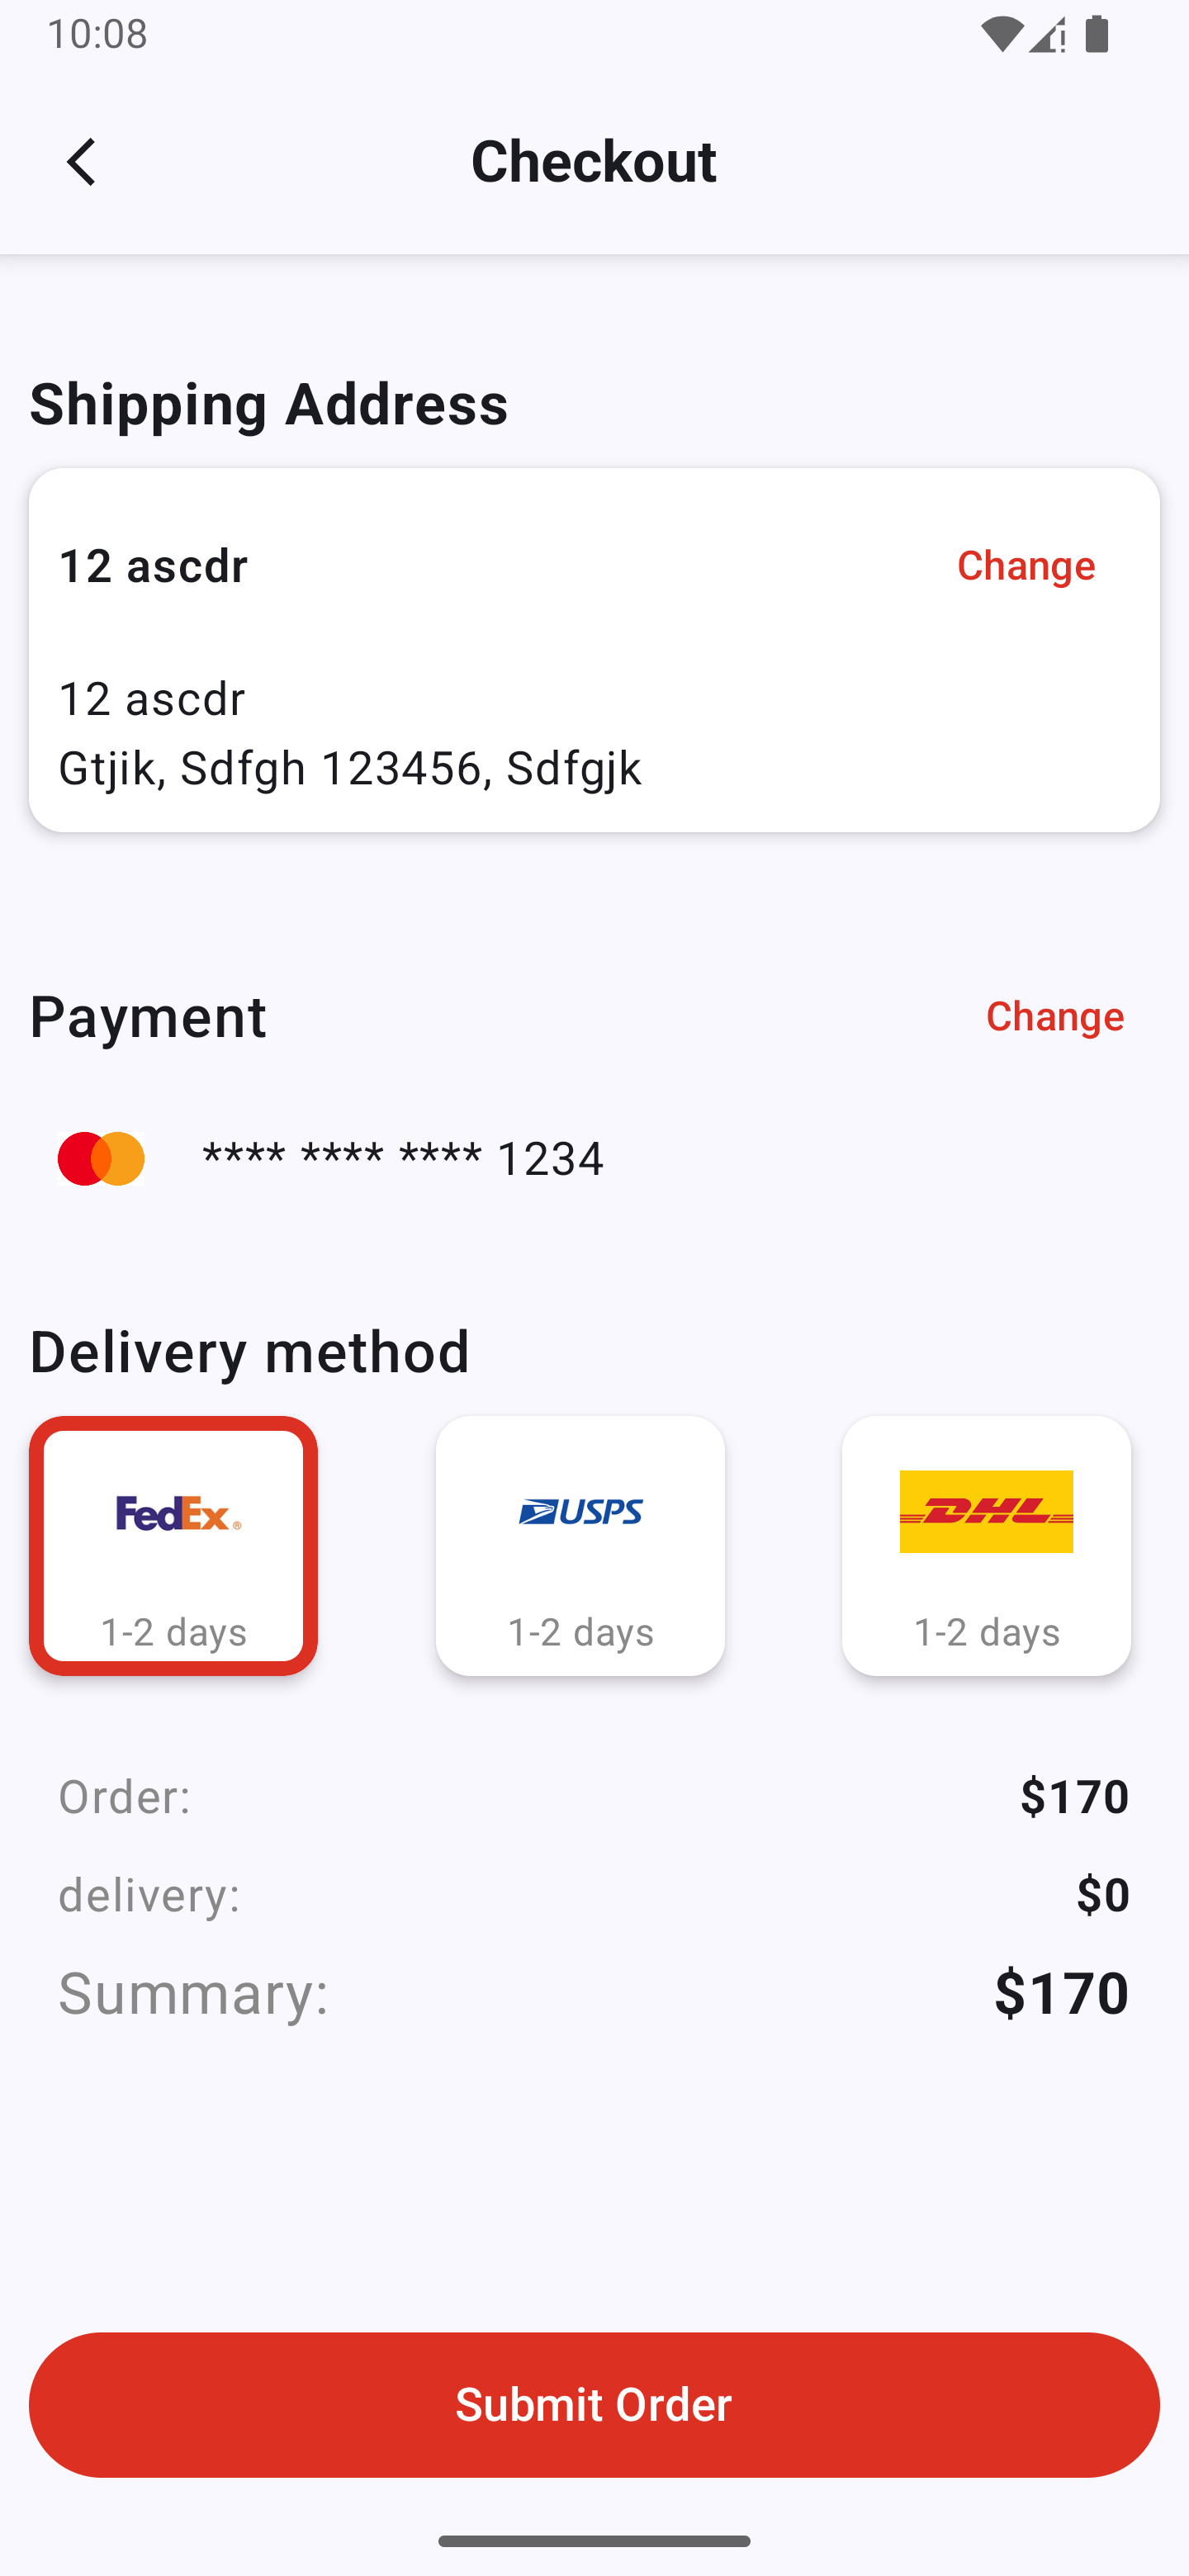 10:08
Checkout
Shipping Address
12 ascdr
Change
12 ascdr
Gtjik, Sdfgh 123456, Sdfgjk
Payment
Change
**** **** **** 1234
Delivery method
FedEx®
USPS
DHL
1-2 days
1-2 days
1-2 days
Order: $170
delivery: $0
Summary: $170
Submit Order